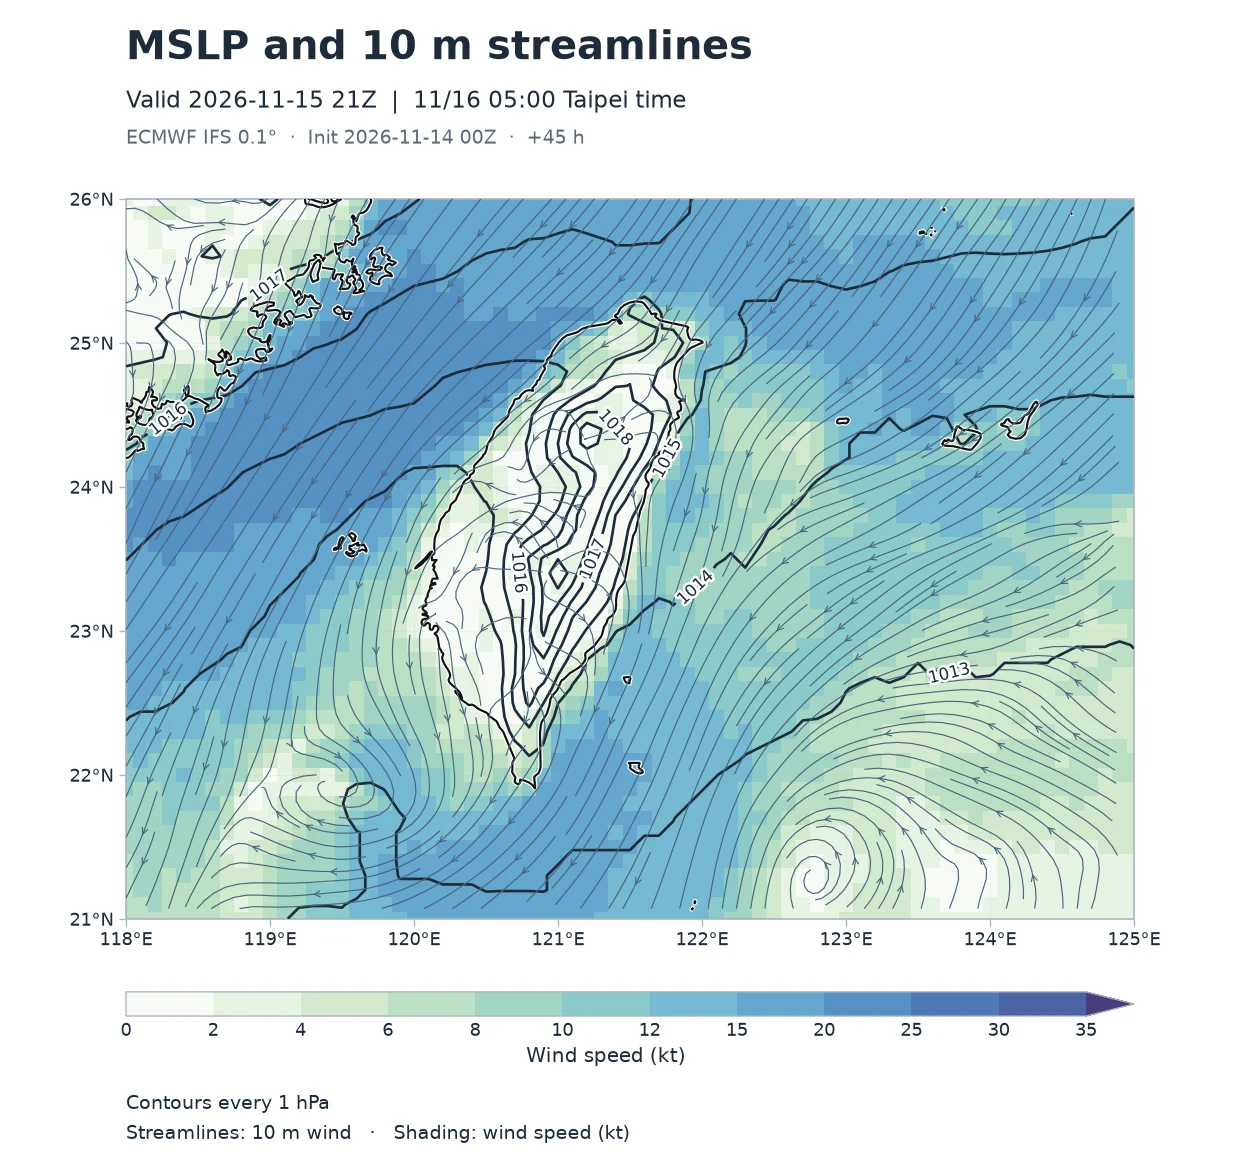 MSLP and 10 m streamlines
Valid 2026-11-15 21Z | 11/16 05:00 Taipei time
ECMWF IFS 0.1° · Init 2026-11-14 00Z · +45 h
26°N
25°N
24°N
23°N
22°N
21°N
1017
1016
1018
1015
1016
1017
1014
1013
118°E 119°E 120°E 121°E 122°E 123°E 124°E 125°E
0 2 4 6 8 10 12 15 20 25 30 35
Wind speed (kt)
Contours every 1 hPa
Streamlines: 10 m wind · Shading: wind speed (kt)